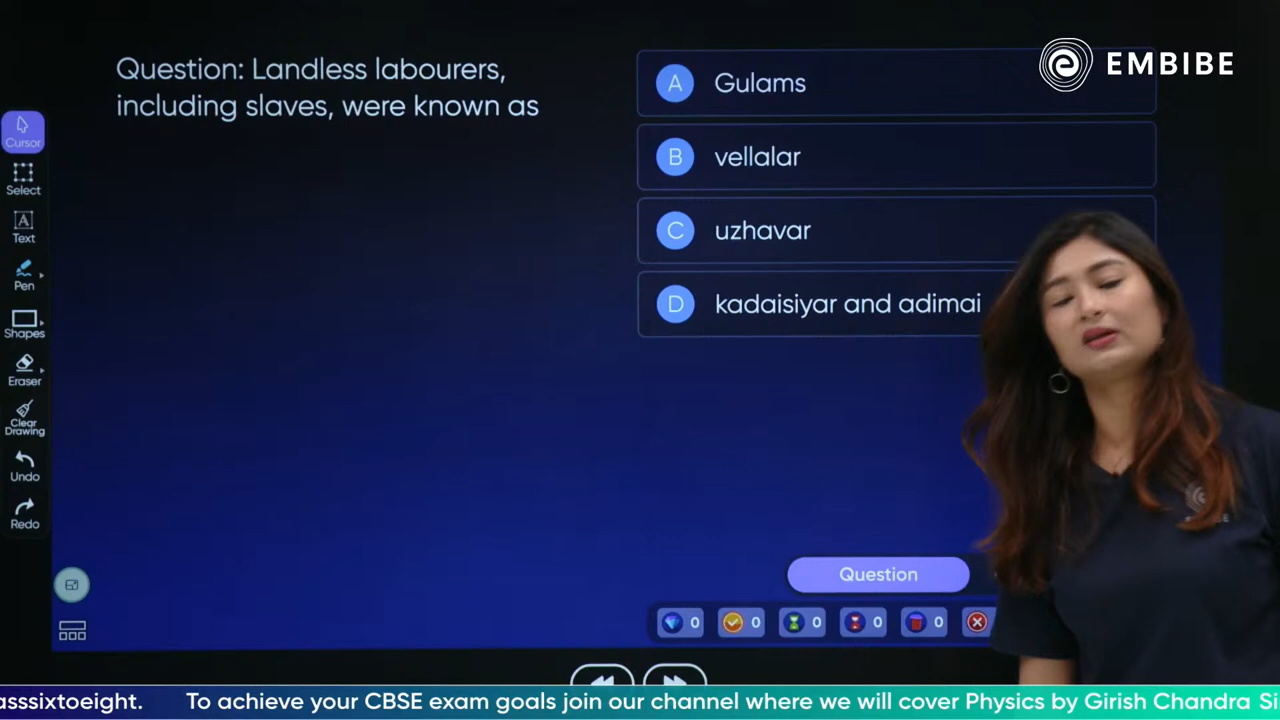 Question: Landless labourers,
including slaves, were known as
A Gulams
B vellalar
C uzhavar
D kadaisiyar and adimai
EMBIBE
Cursor
Select
Text
Pen
Shapes
Eraser
Clear
Drawing
Undo
Redo
Question
0 0 0 0 0
asssixtoeight. To achieve your CBSE exam goals join our channel where we will cover Physics by Girish Chandra Si